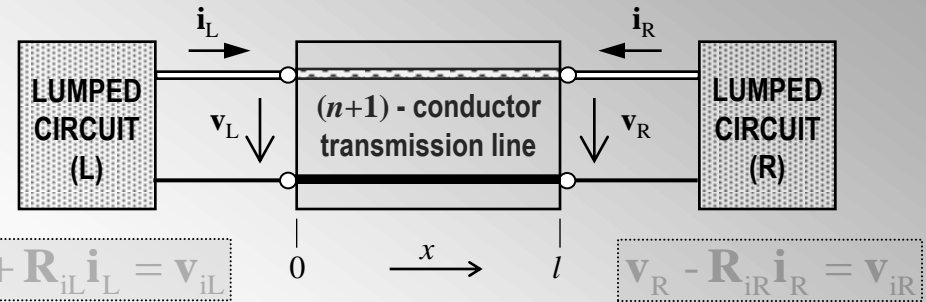 i_L i_R
LUMPED CIRCUIT (L)
v_L
(n+1) - conductor
transmission line
v_R
LUMPED CIRCUIT (R)
0 x l
+ R_iL i_L = v_iL
v_R - R_iR i_R = v_iR